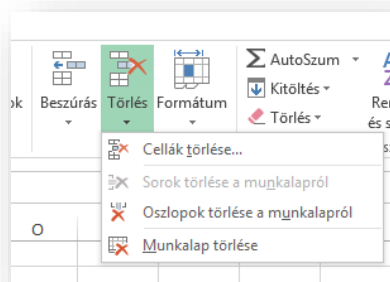 AutoSzum
Kitöltés
Törlés
ok Beszúrás Törlés Formátum
Cellák törlése...
Sorok törlése a munkalapról
Oszlopok törlése a munkalapról
Munkalap törlése
O